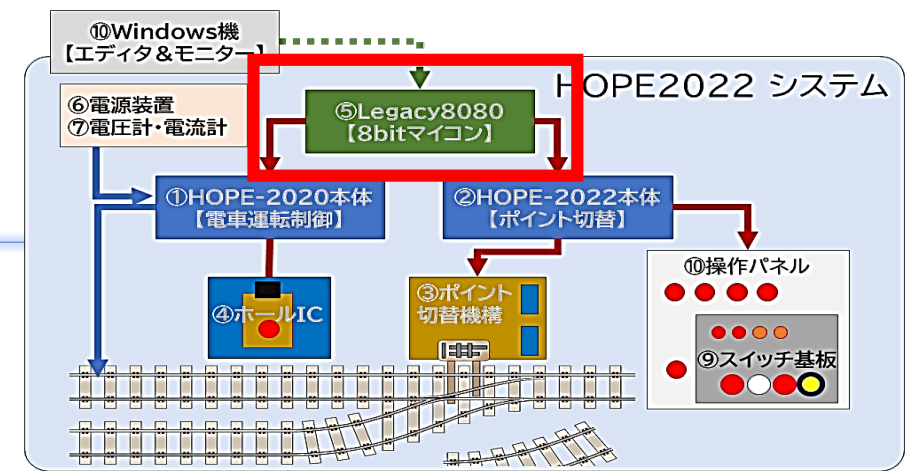 ⑩Windows機
【エディタ&モニター】
HOPE2022 システム
⑥電源装置
⑦電圧計・電流計
⑤Legacy8080
【8bitマイコン】
①HOPE-2020本体
【電車運転制御】
②HOPE-2022本体
【ポイント切替】
④ホールIC
③ポイント
切替機構
⑩操作パネル
⑨スイッチ基板